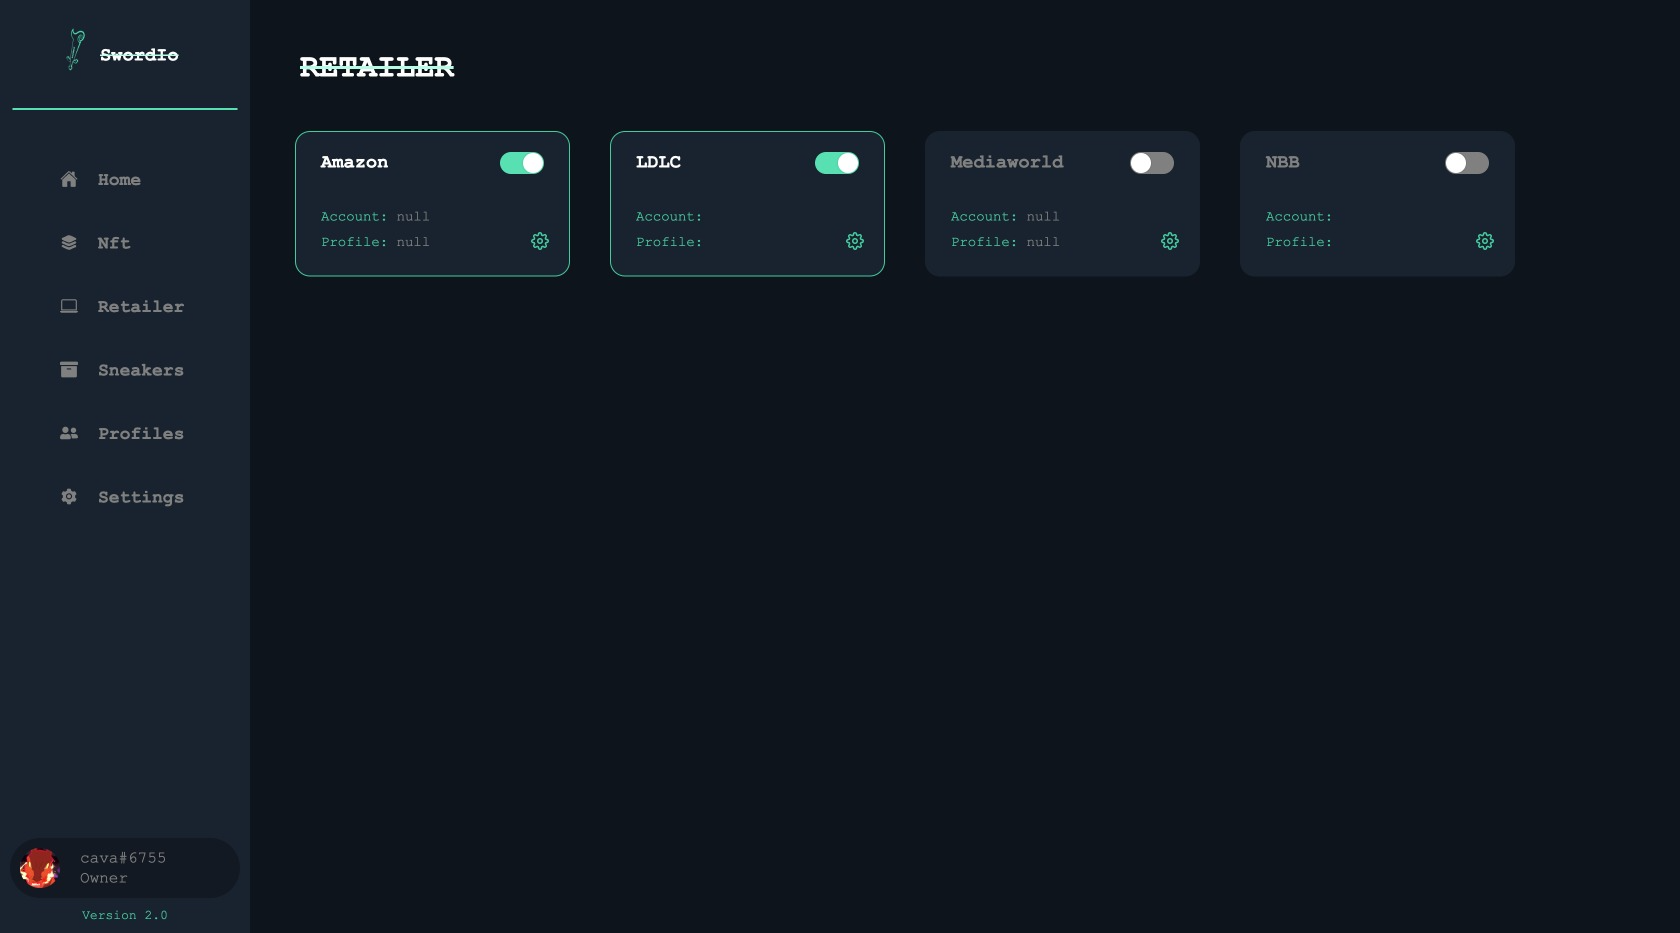 SwordIo
Home
Nft
Retailer
Sneakers
Profiles
Settings
cava#6755
Owner
Version 2.0
RETAILER
Amazon
Account: null
Profile: null
LDLC
Account:
Profile:
Mediaworld
Account: null
Profile: null
NBB
Account:
Profile: